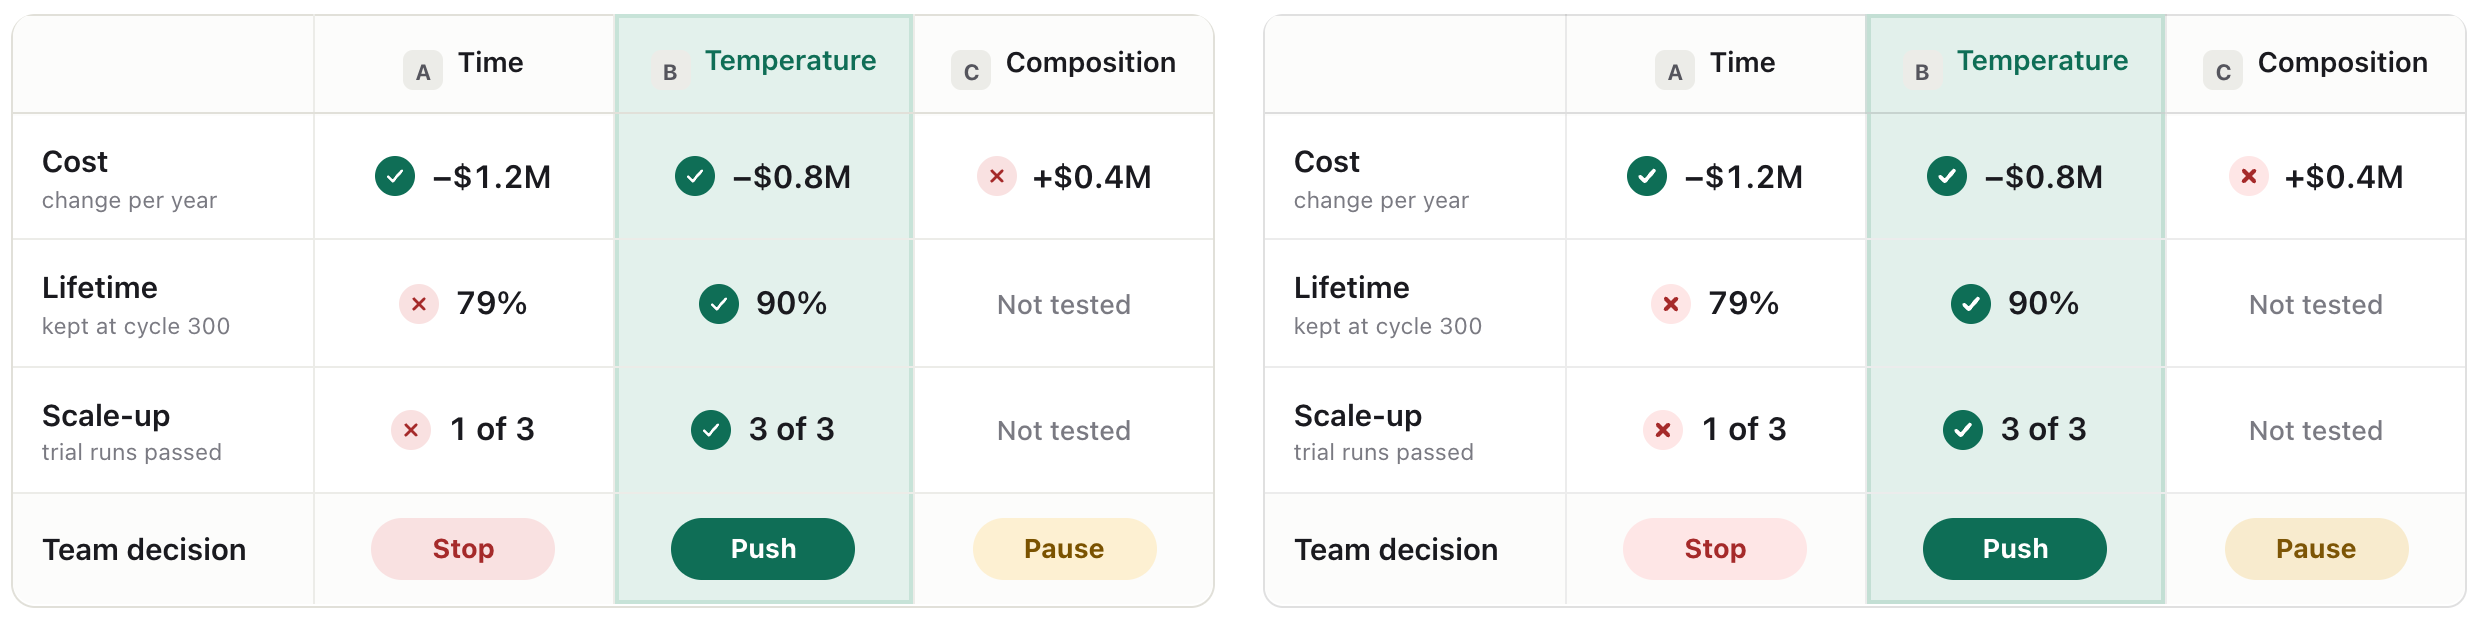 A Time B Temperature C Composition
Cost –$1.2M –$0.8M +$0.4M
change per year
Lifetime 79% 90% Not tested
kept at cycle 300
Scale-up 1 of 3 3 of 3 Not tested
trial runs passed
Team decision Stop Push Pause
A Time B Temperature C Composition
Cost –$1.2M –$0.8M +$0.4M
change per year
Lifetime 79% 90% Not tested
kept at cycle 300
Scale-up 1 of 3 3 of 3 Not tested
trial runs passed
Team decision Stop Push Pause